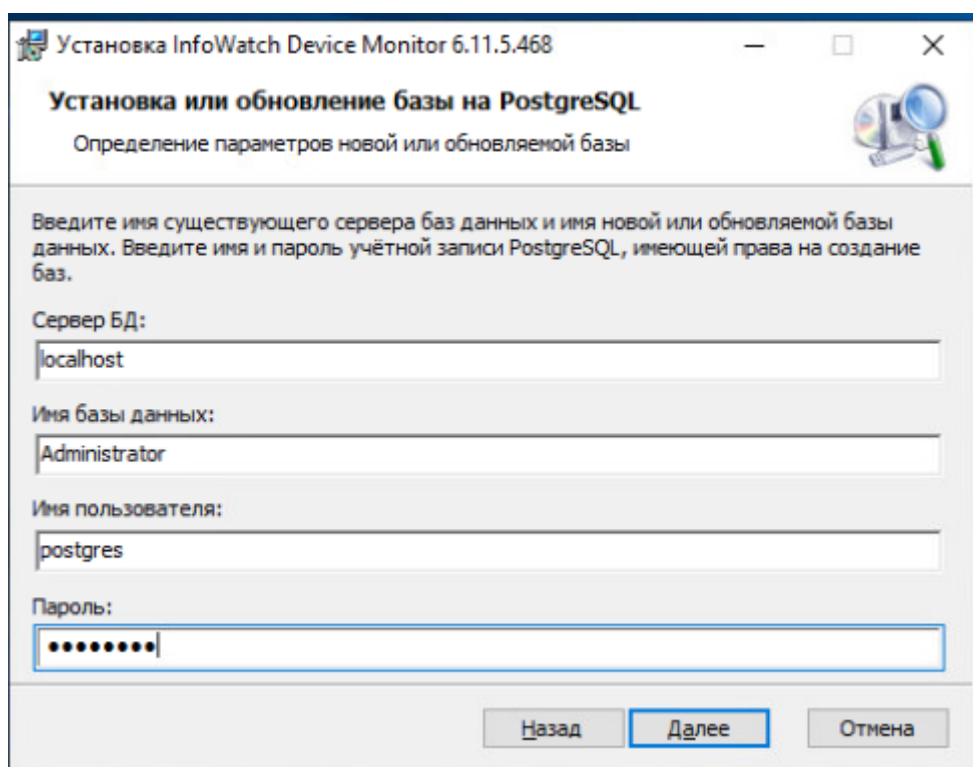 Установка InfoWatch Device Monitor 6.11.5.468
Установка или обновление базы на PostgreSQL
Определение параметров новой или обновляемой базы
Введите имя существующего сервера баз данных и имя новой или обновляемой базы
данных. Введите имя и пароль учётной записи PostgreSQL, имеющей права на создание
баз.
Сервер БД:
localhost
Имя базы данных:
Administrator
Имя пользователя:
postgres
Пароль:
••••••••
Назад Далее Отмена